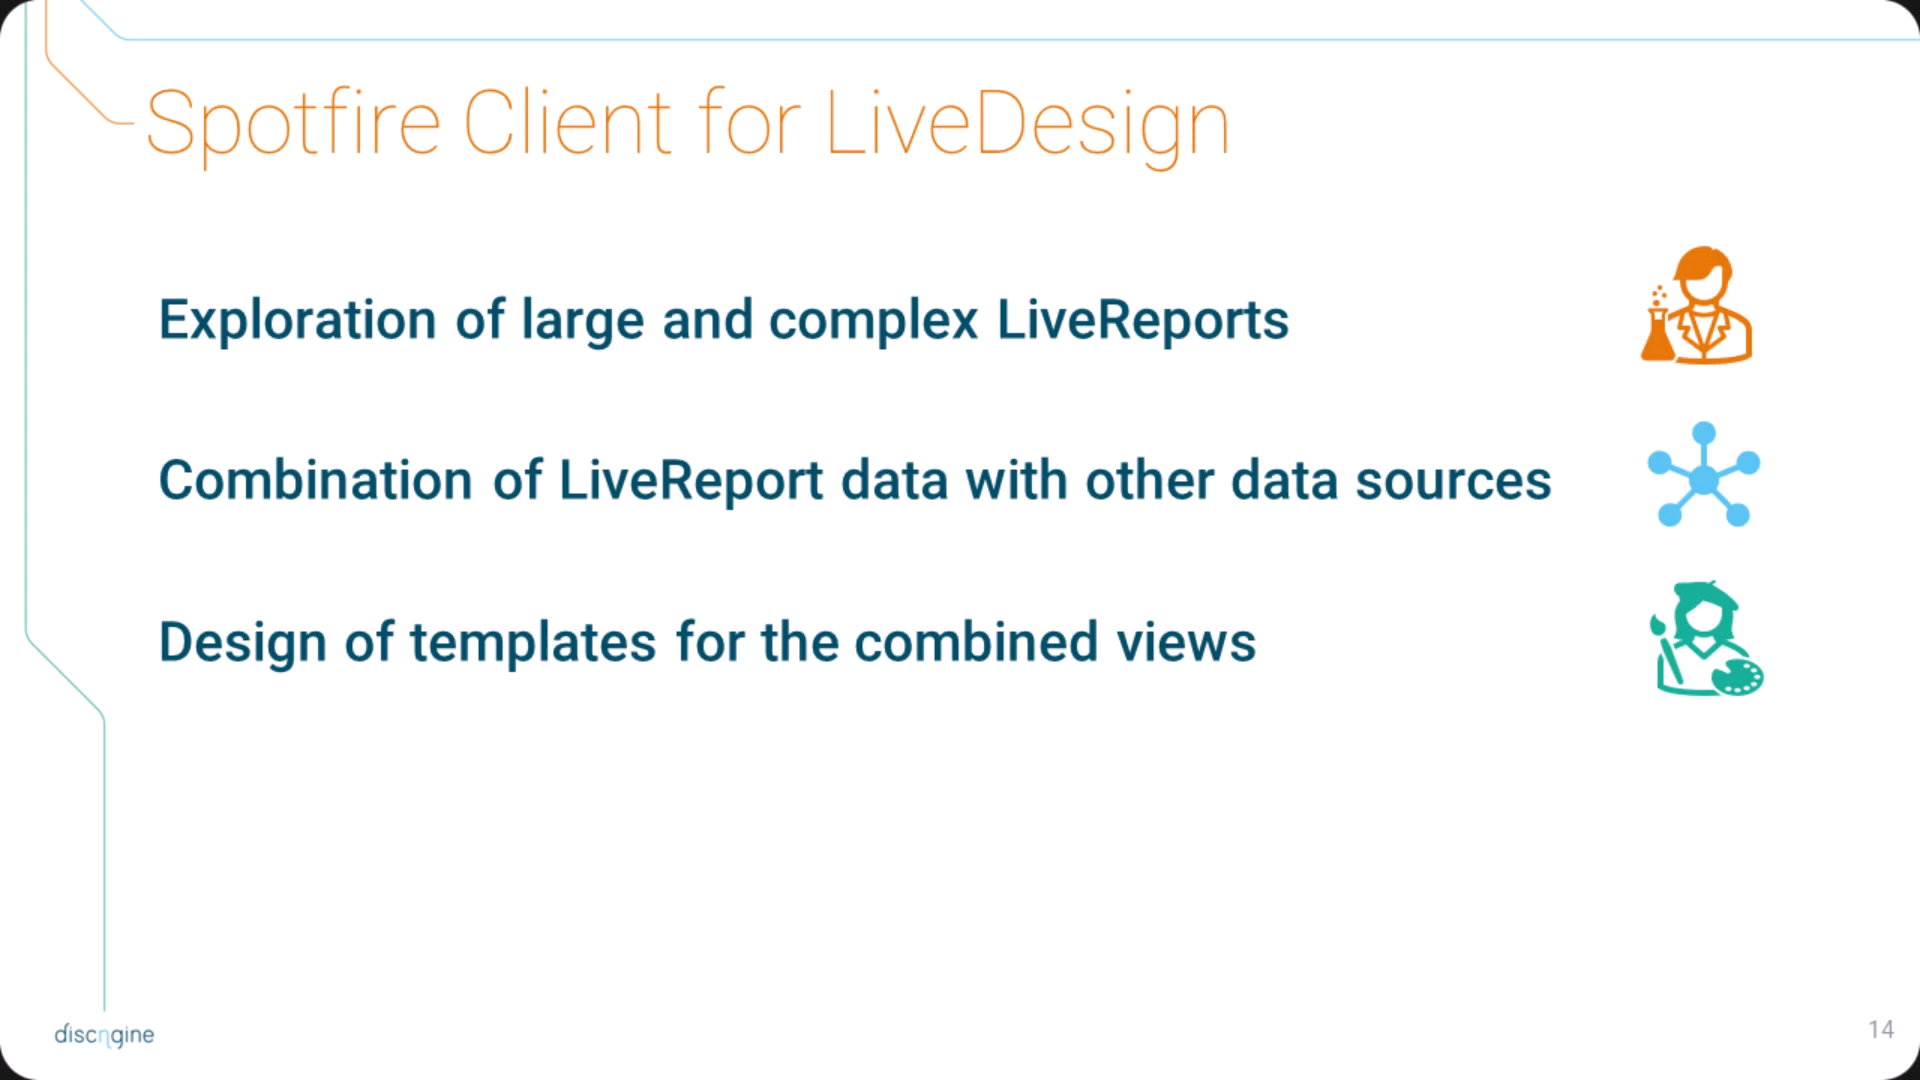 Spotfire Client for LiveDesign
Exploration of large and complex LiveReports
Combination of LiveReport data with other data sources
Design of templates for the combined views
discngine
14